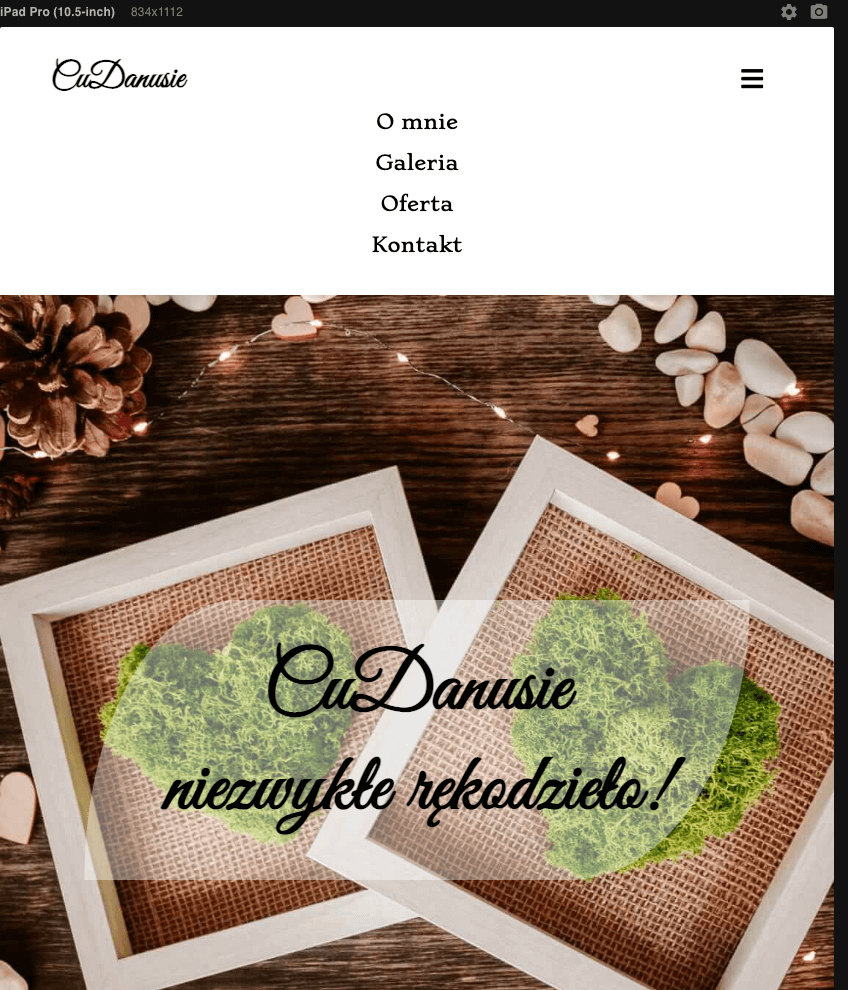 iPad Pro (10.5-inch) 834x1112
CuDanusie
O mnie
Galeria
Oferta
Kontakt
CuDanusie
niezwykłe rękodzieło!